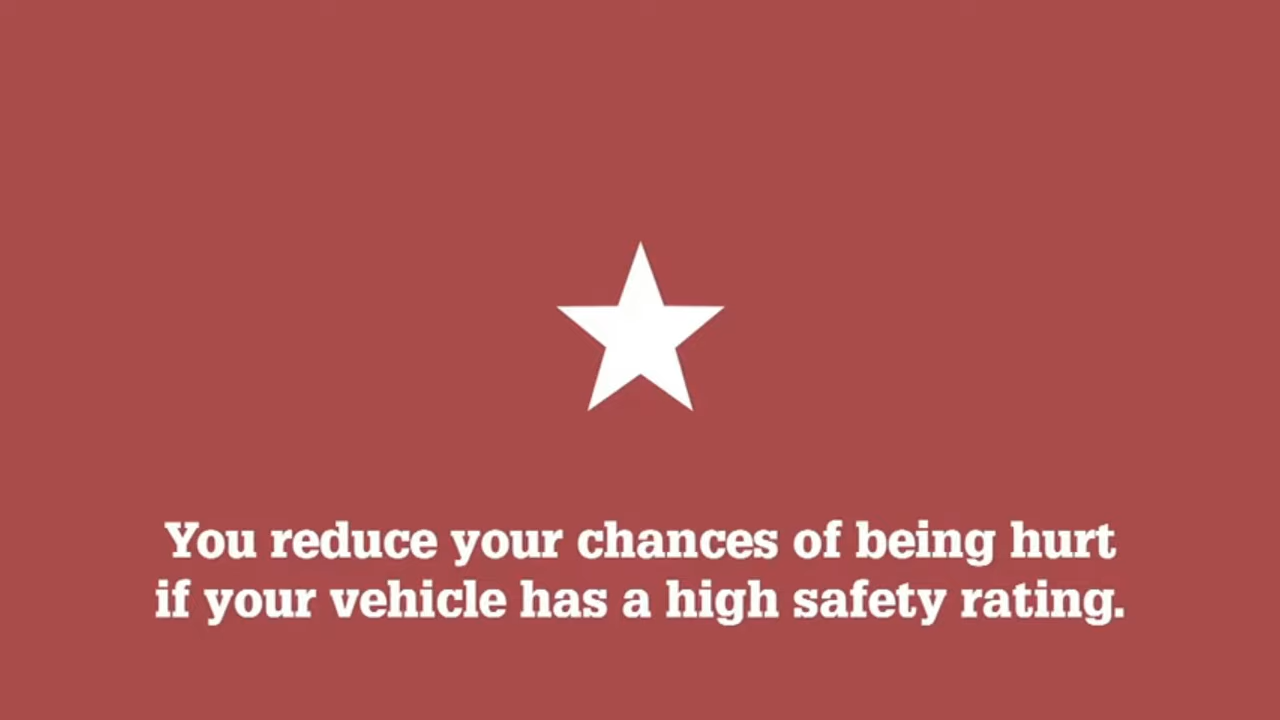 You reduce your chances of being hurt
if your vehicle has a high safety rating.